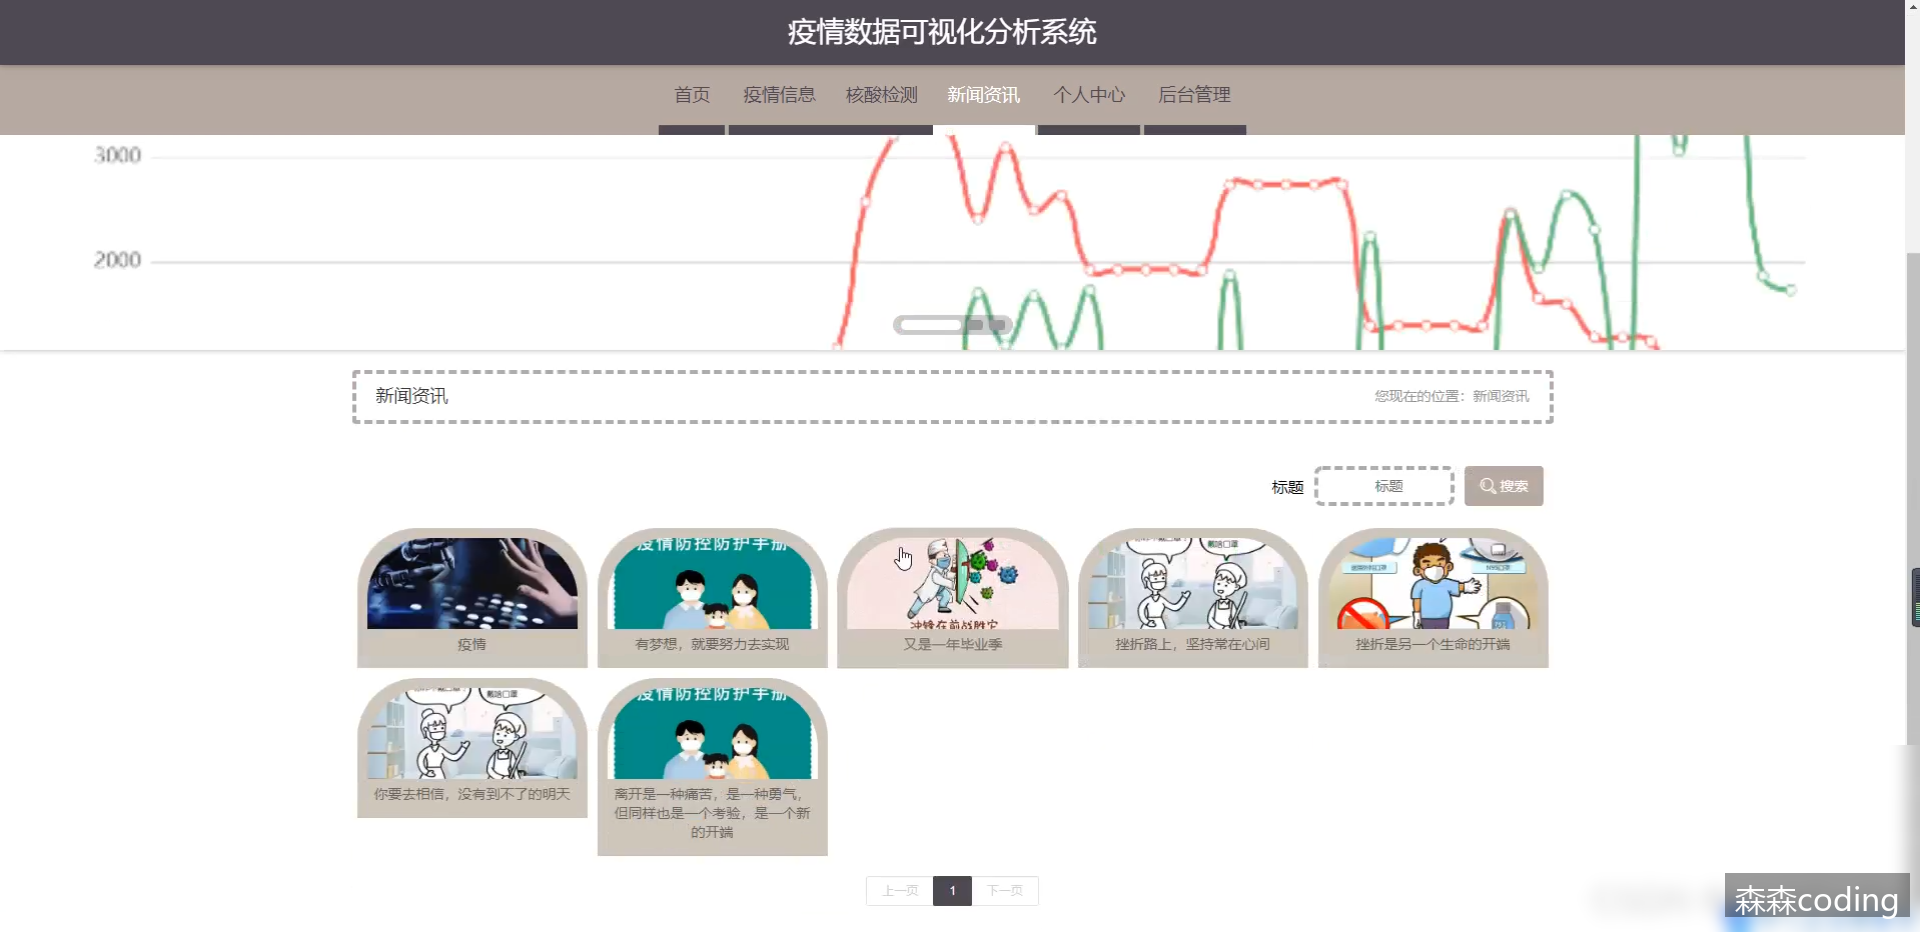 疫情数据可视化分析系统
首页 疫情信息 核酸检测 新闻资讯 个人中心 后台管理
3000
2000
新闻资讯
您现在的位置：新闻资讯
标题 标题 搜索
疫情防控防护手册
戴啥口罩
冲锋在前战胜它
疫情
有梦想，就要努力去实现
又是一年毕业季
挫折路上，坚持常在心间
挫折是另一个生命的开端
戴啥口罩
疫情防控防护手册
你要去相信，没有到不了的明天
离开是一种痛苦，是一种勇气，
但同样也是一个考验，是一个新
的开端
上一页 1 下一页
森森coding